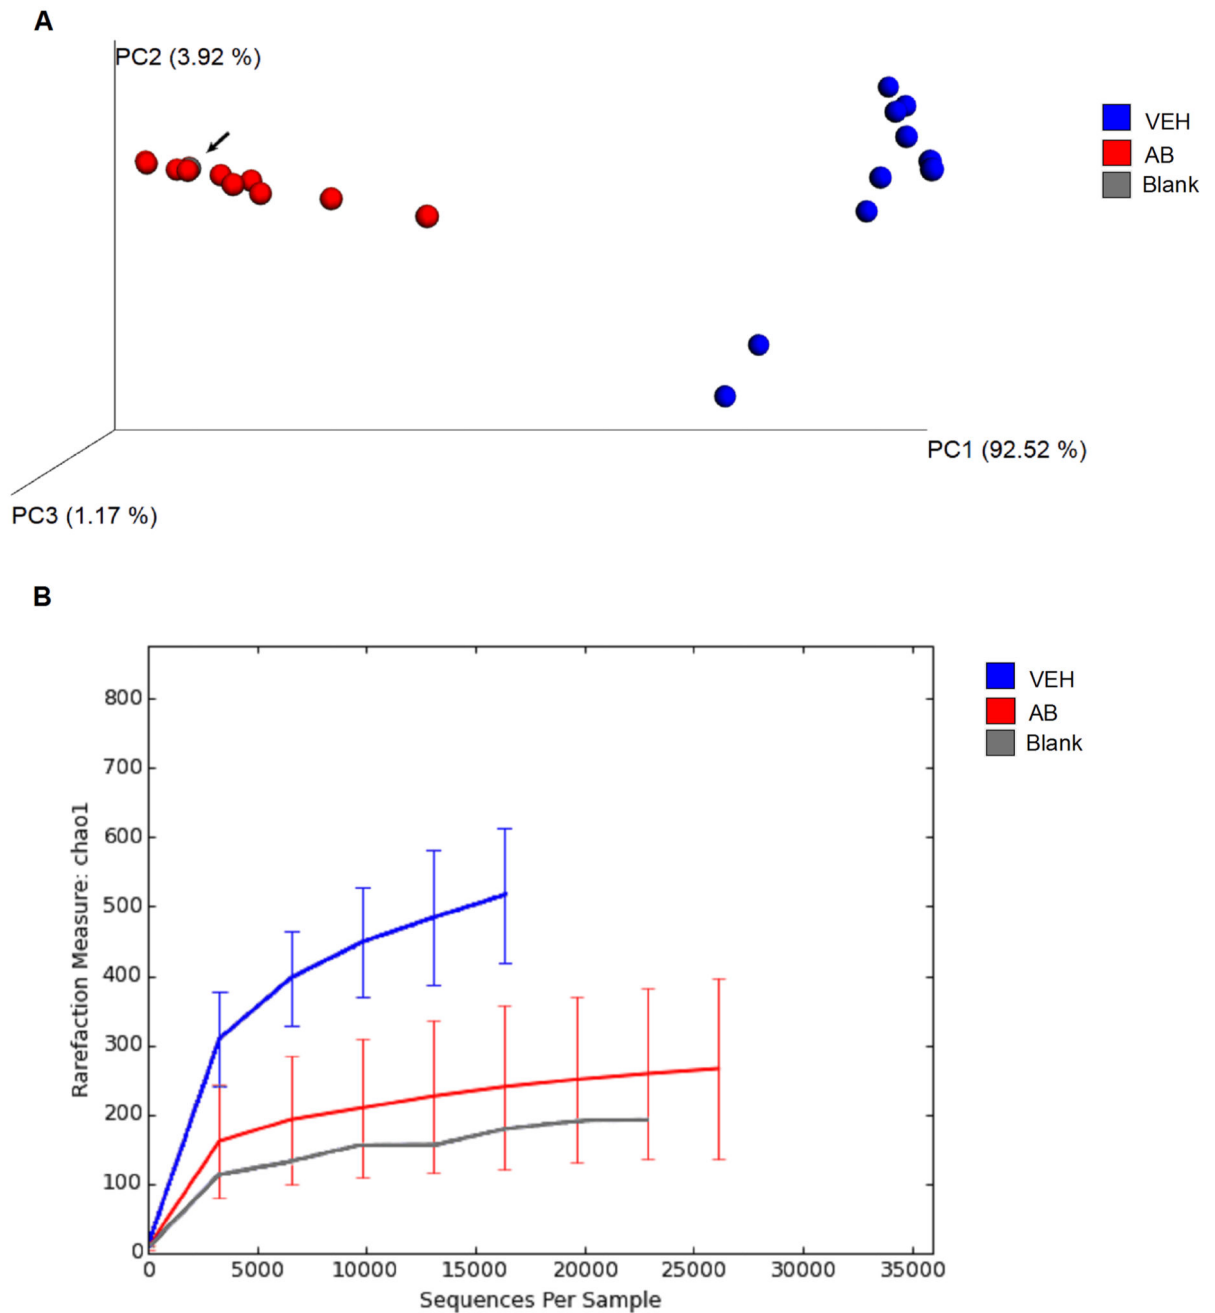 A
PC2 (3.92 %)
VEH
AB
Blank
PC1 (92.52 %)
PC3 (1.17 %)
B
VEH
AB
Blank
800
700
600
500
400
300
200
100
0
Rarefaction Measure: chao1
0 5000 10000 15000 20000 25000 30000 35000
Sequences Per Sample